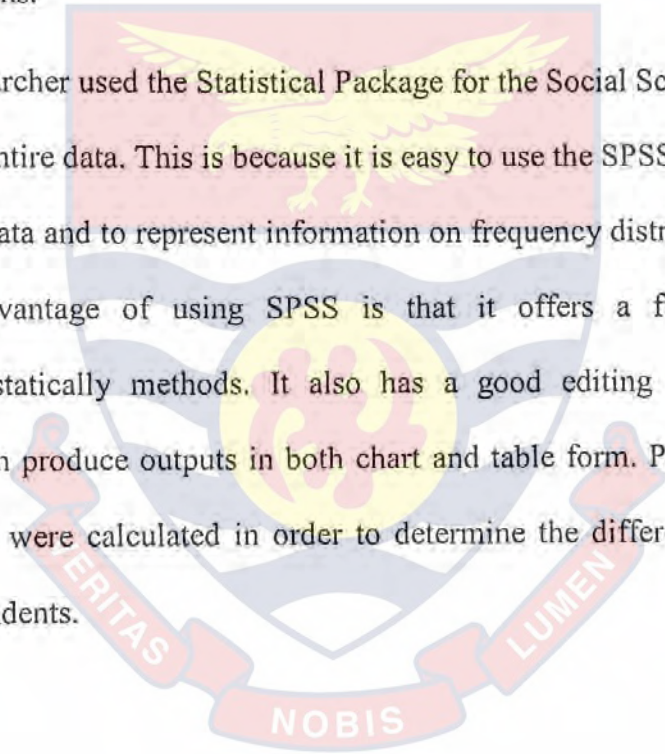 archer used the Statistical Package for the Social Sc
ntire data. This is because it is easy to use the SPSS
ata and to represent information on frequency distr
vantage of using SPSS is that it offers a f
statically methods. It also has a good editing
n produce outputs in both chart and table form. P
were calculated in order to determine the differ
dents.
VERITAS
NOBIS
LUMEN